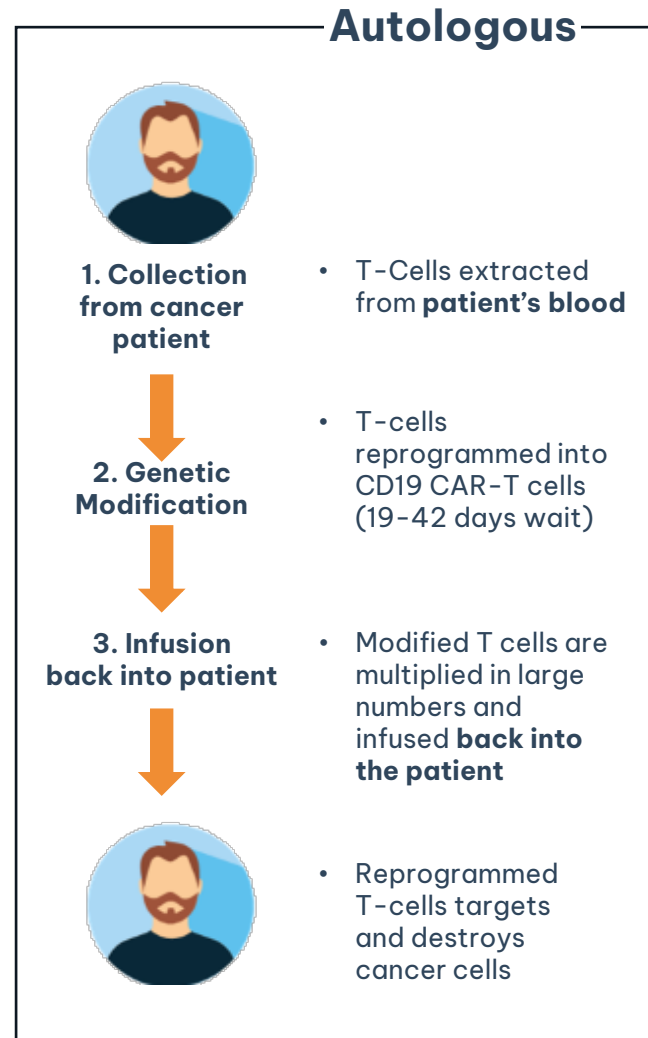 Autologous
1. Collection
from cancer
patient
• T-Cells extracted
from patient’s blood
2. Genetic
Modification
• T-cells
reprogrammed into
CD19 CAR-T cells
(19-42 days wait)
3. Infusion
back into patient
• Modified T cells are
multiplied in large
numbers and
infused back into
the patient
• Reprogrammed
T-cells targets
and destroys
cancer cells